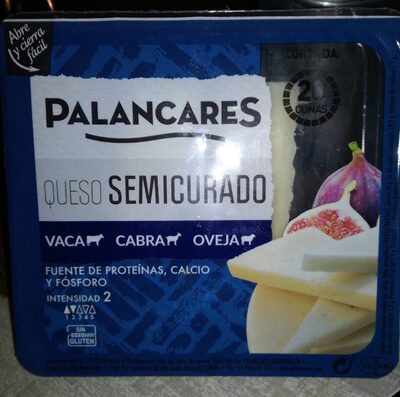 Abre
y cierra
fácil
CORTADA
20
CUÑAS
PALANCARES
QUESO SEMICURADO
VACA CABRA OVEJA
FUENTE DE PROTEÍNAS, CALCIO
Y FÓSFORO
INTENSIDAD 2
1 2 3 4 5
SIN
GLUTEN